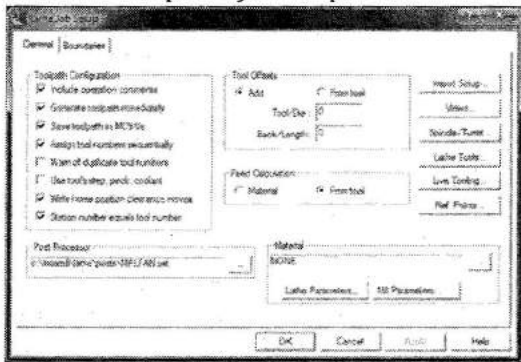 General Boundaries
Toolpath Configuration
Include operation comments
Generate toolpath immediately
Save toolpath in MC9 file
Assign tool numbers sequentially
Warn of duplicate tool numbers
Use tool's step, peck, coolant
Write home position clearance moves
Station number equals tool number
Tool Offsets
Add From tool
Tool/Die
Back/Length
Feed Calculation
Material From tool
Import Setup...
Views...
Spindle/Turret
Lathe Tools...
Live Tooling...
Ref. Points...
Post Processor
...
Material
NONE
...
Lathe Parameters... Mill Parameters...
OK Cancel Apply Help